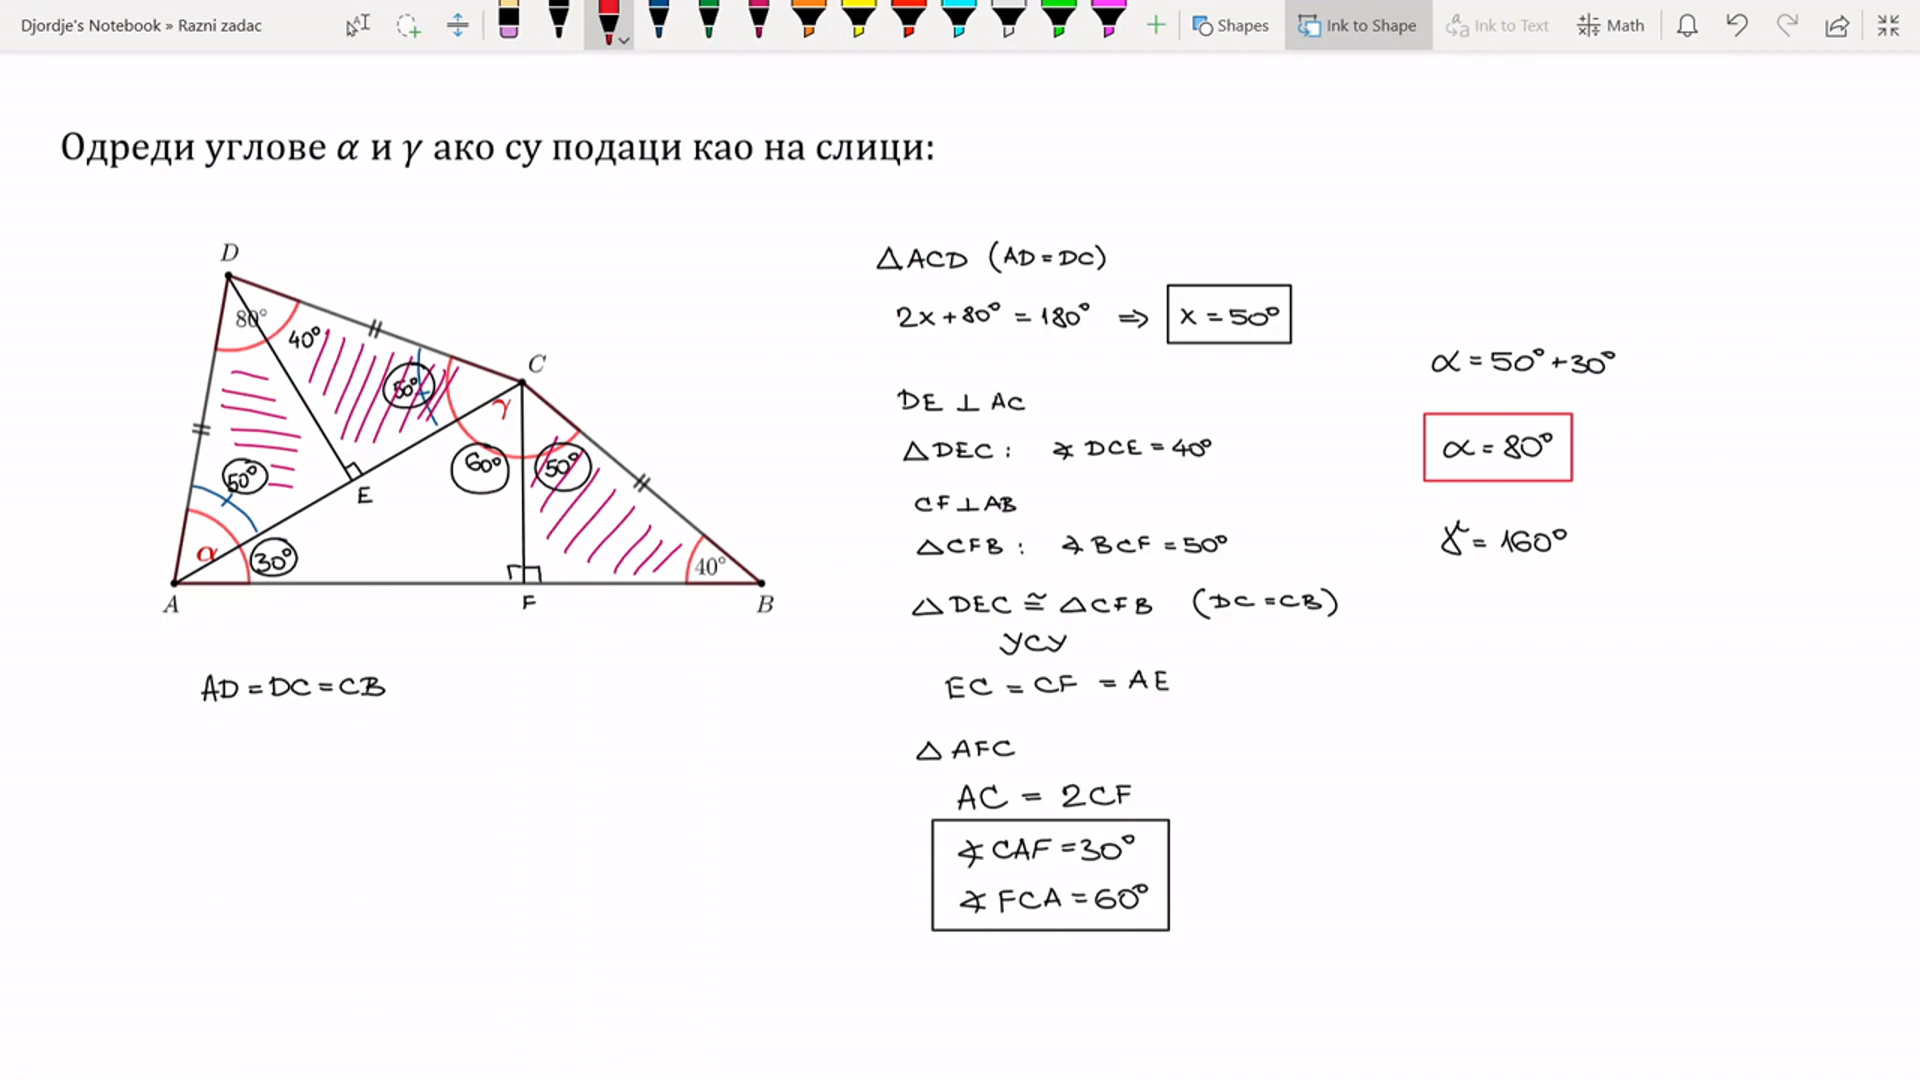 Djordje's Notebook » Razni zadac
Shapes
Ink to Shape
Ink to Text
Math
Одреди углове α и γ ако су подаци као на слици:
D
80°
40°
50°
C
γ
50°
E
60°
50°
α
30°
40°
A
F
B
AD = DC = CB
△ACD (AD = DC)
2x + 80° = 180° ⇒ x = 50°
DE ⊥ AC
△DEC : ∢ DCE = 40°
CF ⊥ AB
△CFB : ∢ BCF = 50°
△DEC ≅ △CFB (DC = CB)
УСУ
EC = CF = AE
△ AFC
AC = 2CF
∢ CAF = 30°
∢ FCA = 60°
α = 50° + 30°
α = 80°
γ = 160°